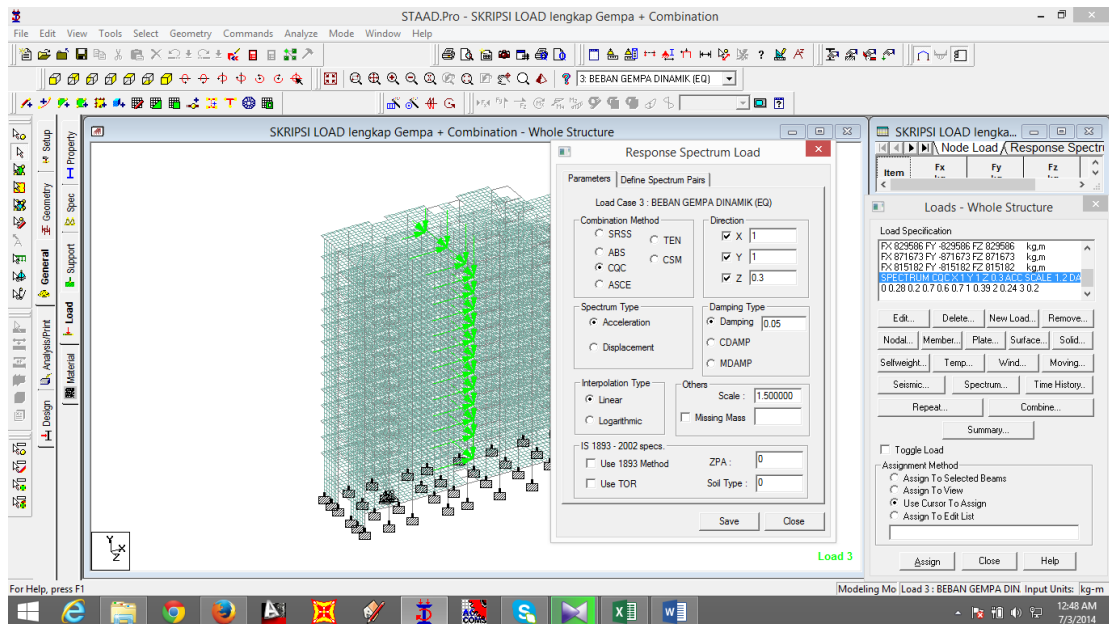 STAAD.Pro - SKRIPSI LOAD lengkap Gempa + Combination
File Edit View Tools Select Geometry Commands Analyze Mode Window Help
3: BEBAN GEMPA DINAMIK (EQ)
Setup
Geometry
General
Analysis/Print
Design
Property
Spec
Support
Load
Material
SKRIPSI LOAD lengkap Gempa + Combination - Whole Structure
Load 3
Response Spectrum Load
Parameters Define Spectrum Pairs
Load Case 3 : BEBAN GEMPA DINAMIK (EQ)
Combination Method
SRSS
TEN
ABS
CSM
CQC
ASCE
Direction
X 1
Y 1
Z 0.3
Spectrum Type
Acceleration
Displacement
Damping Type
Damping 0.05
CDAMP
MDAMP
Interpolation Type
Linear
Logarithmic
Others
Scale : 1.500000
Missing Mass
IS 1893 - 2002 specs.
Use 1893 Method
ZPA : 0
Use TOR
Soil Type : 0
Save Close
SKRIPSI LOAD lengka...
Node Load Response Spectru
Item Fx Fy Fz
Loads - Whole Structure
Load Specification
FX 829586 FY -829586 FZ 829586 kg,m
FX 871673 FY -871673 FZ 871673 kg,m
FX 815182 FY -815182 FZ 815182 kg,m
SPECTRUM CQC X 1 Y 1 Z 0.3 ACC SCALE 1.2 DA
0 0.28 0.2 0.7 0.6 0.7 1 0.39 2 0.24 3 0.2
Edit... Delete... New Load... Remove...
Nodal... Member... Plate... Surface... Solid...
Selfweight... Temp... Wind... Moving...
Seismic... Spectrum... Time History..
Repeat... Combine...
Summary...
Toggle Load
Assignment Method
Assign To Selected Beams
Assign To View
Use Cursor To Assign
Assign To Edit List
Assign Close Help
For Help, press F1
Modeling Mo Load 3 : BEBAN GEMPA DIN Input Units: kg-m
12:48 AM
7/3/2014